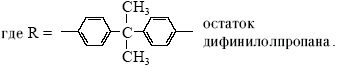 CH₃
где R = C остаток
дифинилолпропана.
CH₃